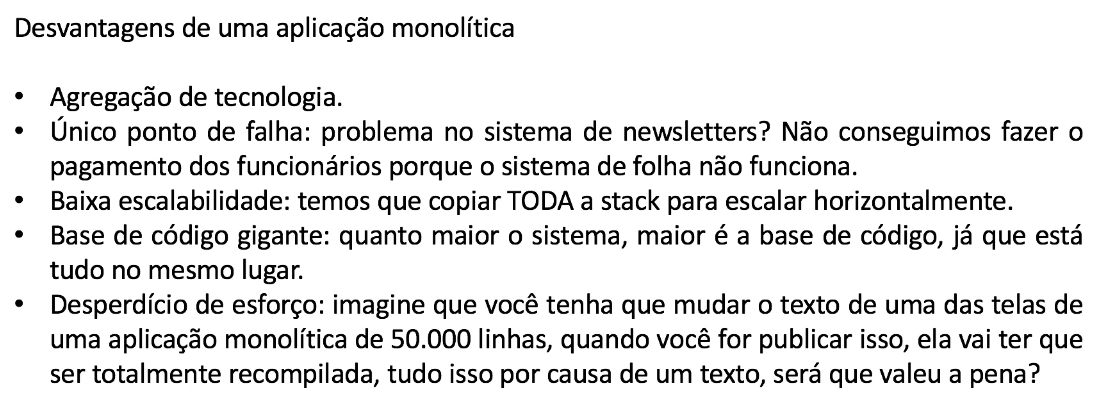 Desvantagens de uma aplicação monolítica
• Agregação de tecnologia.
• Único ponto de falha: problema no sistema de newsletters? Não conseguimos fazer o
pagamento dos funcionários porque o sistema de folha não funciona.
• Baixa escalabilidade: temos que copiar TODA a stack para escalar horizontalmente.
• Base de código gigante: quanto maior o sistema, maior é a base de código, já que está
tudo no mesmo lugar.
• Desperdício de esforço: imagine que você tenha que mudar o texto de uma das telas de
uma aplicação monolítica de 50.000 linhas, quando você for publicar isso, ela vai ter que
ser totalmente recompilada, tudo isso por causa de um texto, será que valeu a pena?